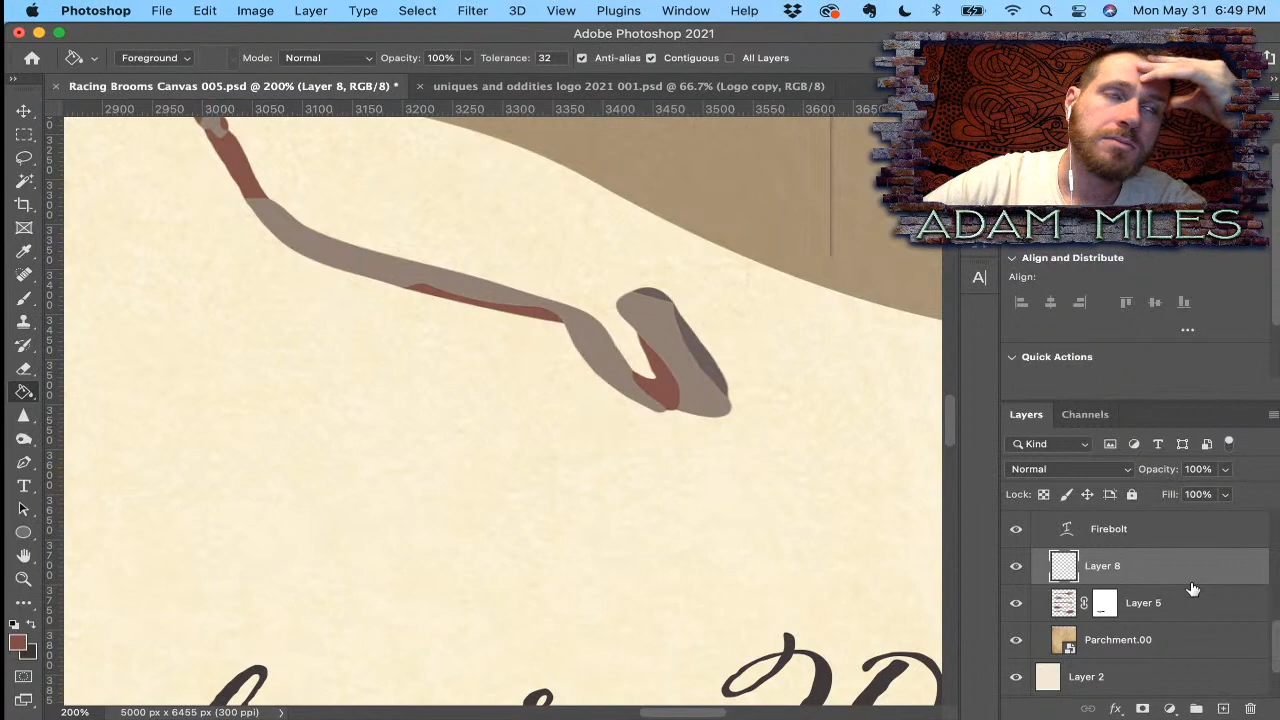 Photoshop File Edit Image Layer Type Select Filter 3D View Plugins Window Help Mon May 31 6:49 PM
Adobe Photoshop 2021
Foreground Mode: Normal Opacity: 100% Tolerance: 32 Anti-alias Contiguous All Layers
Racing Brooms Canvas 005.psd @ 200% (Layer 8, RGB/8) * uniques and oddities logo 2021 001.psd @ 66.7% (Logo copy, RGB/8)
2900 2950 3000 3050 3100 3150 3200 3250 3300 3350 3400 3450 3500 3550 3600 3650
ADAM MILES
Align and Distribute
Align:
Quick Actions
Layers Channels
Kind
Normal Opacity: 100%
Lock: Fill: 100%
Firebolt
Layer 8
Layer 5
Parchment.00
Layer 2
200% 5000 px x 6455 px (300 ppi)